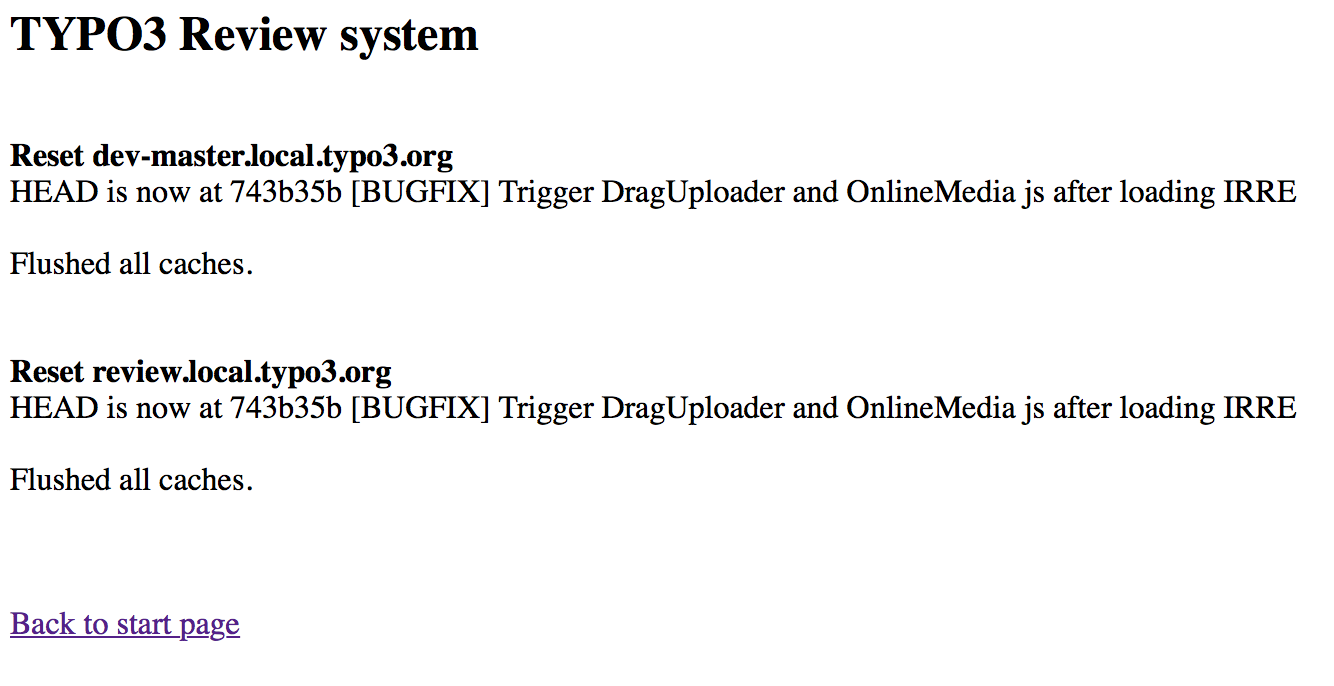 TYPO3 Review system
Reset dev-master.local.typo3.org
HEAD is now at 743b35b [BUGFIX] Trigger DragUploader and OnlineMedia js after loading IRRE
Flushed all caches.
Reset review.local.typo3.org
HEAD is now at 743b35b [BUGFIX] Trigger DragUploader and OnlineMedia js after loading IRRE
Flushed all caches.
Back to start page